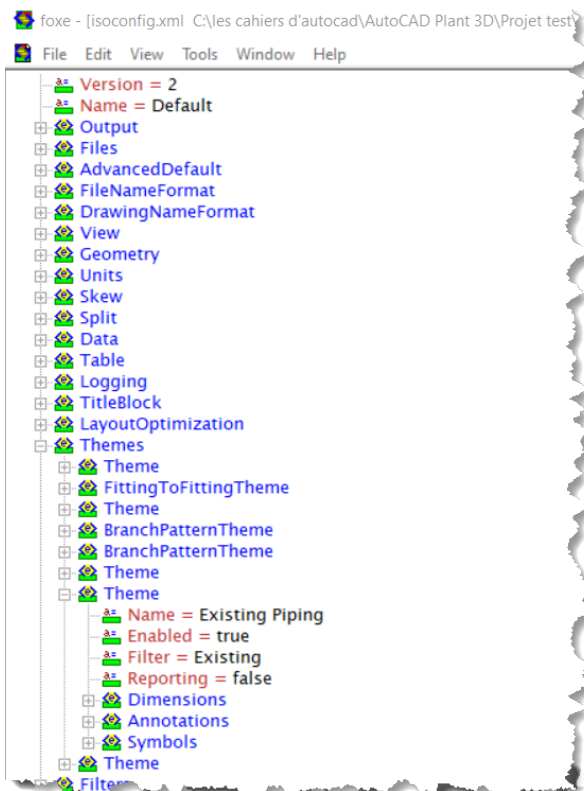 foxe - [isoconfig.xml C:\les cahiers d'autocad\AutoCAD Plant 3D\Projet test
File Edit View Tools Window Help
Version = 2
Name = Default
Output
Files
AdvancedDefault
FileNameFormat
DrawingNameFormat
View
Geometry
Units
Skew
Split
Data
Table
Logging
TitleBlock
LayoutOptimization
Themes
Theme
FittingToFittingTheme
Theme
BranchPatternTheme
BranchPatternTheme
Theme
Theme
Name = Existing Piping
Enabled = true
Filter = Existing
Reporting = false
Dimensions
Annotations
Symbols
Theme
Filters